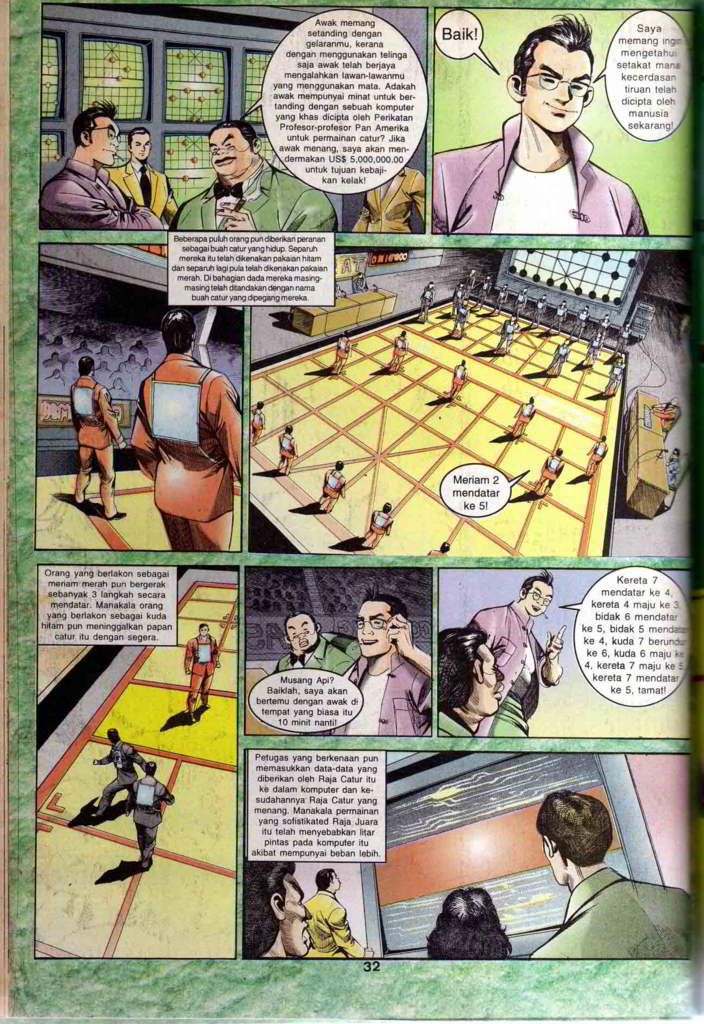 Awak memang
setanding dengan
gelaranmu, kerana
dengan menggunakan telinga
saja awak telah berjaya
mengalahkan lawan-lawanmu
yang menggunakan mata. Adakah
awak mempunyai minat untuk ber-
tanding dengan sebuah komputer
yang khas dicipta oleh Perikatan
Profesor-profesor Pan Amerika
untuk permainan catur? Jika
awak menang, saya akan men-
dermakan US$ 5,000,000.00
untuk tujuan kebaji-
kan kelak!
Baik!
Saya
memang
mengetahui
setakat mana
kecerdasan
tiruan telah
dicipta oleh
manusia
sekarang!
Beberapa puluh orang pun diberikan peranan
sebagai buah catur yang hidup. Separuh
mereka itu telah dikenakan pakaian hitam
dan separuh lagi pula telah dikenakan pakaian
merah. Di bahagian dada mereka masing-
masing telah ditandakan dengan nama
buah catur yang dipegang mereka.
Meriam 2
mendatar
ke 5!
Orang yang berlakon sebagai
meriam merah pun bergerak
sebanyak 3 langkah secara
mendatar. Manakala orang
yang berlakon sebagai kuda
hitam pun meninggalkan papan
catur itu dengan segera.
Musang Api?
Baiklah, saya akan
bertemu dengan awak di
tempat yang biasa itu
10 minit nanti!
Kereta 7
mendatar ke 4,
kereta 4 maju ke 3,
bidak 6 mendatar
ke 5, bidak 5 mendatar
ke 4, kuda 7 berundur
ke 6, kuda 6 maju ke
4, kereta 7 maju ke 5
kereta 7 mendatar
ke 5, tamat!
Petugas yang berkenaan pun
memasukkan data-data yang
diberikan oleh Raja Catur itu
ke dalam komputer dan ke-
sudahannya Raja Catur yang
menang. Manakala permainan
yang sofistikated Raja Juara
itu telah menyebabkan litar
pintas pada komputer itu
akibat mempunyai beban lebih.
32